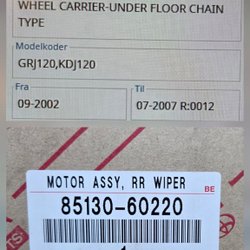 WHEEL CARRIER-UNDER FLOOR CHAIN
TYPE
Modelkoder
GRJ120,KDJ120
Fra
Til
09-2002
07-2007 R:0012
MOTOR ASSY, RR WIPER
BE
85130-60220